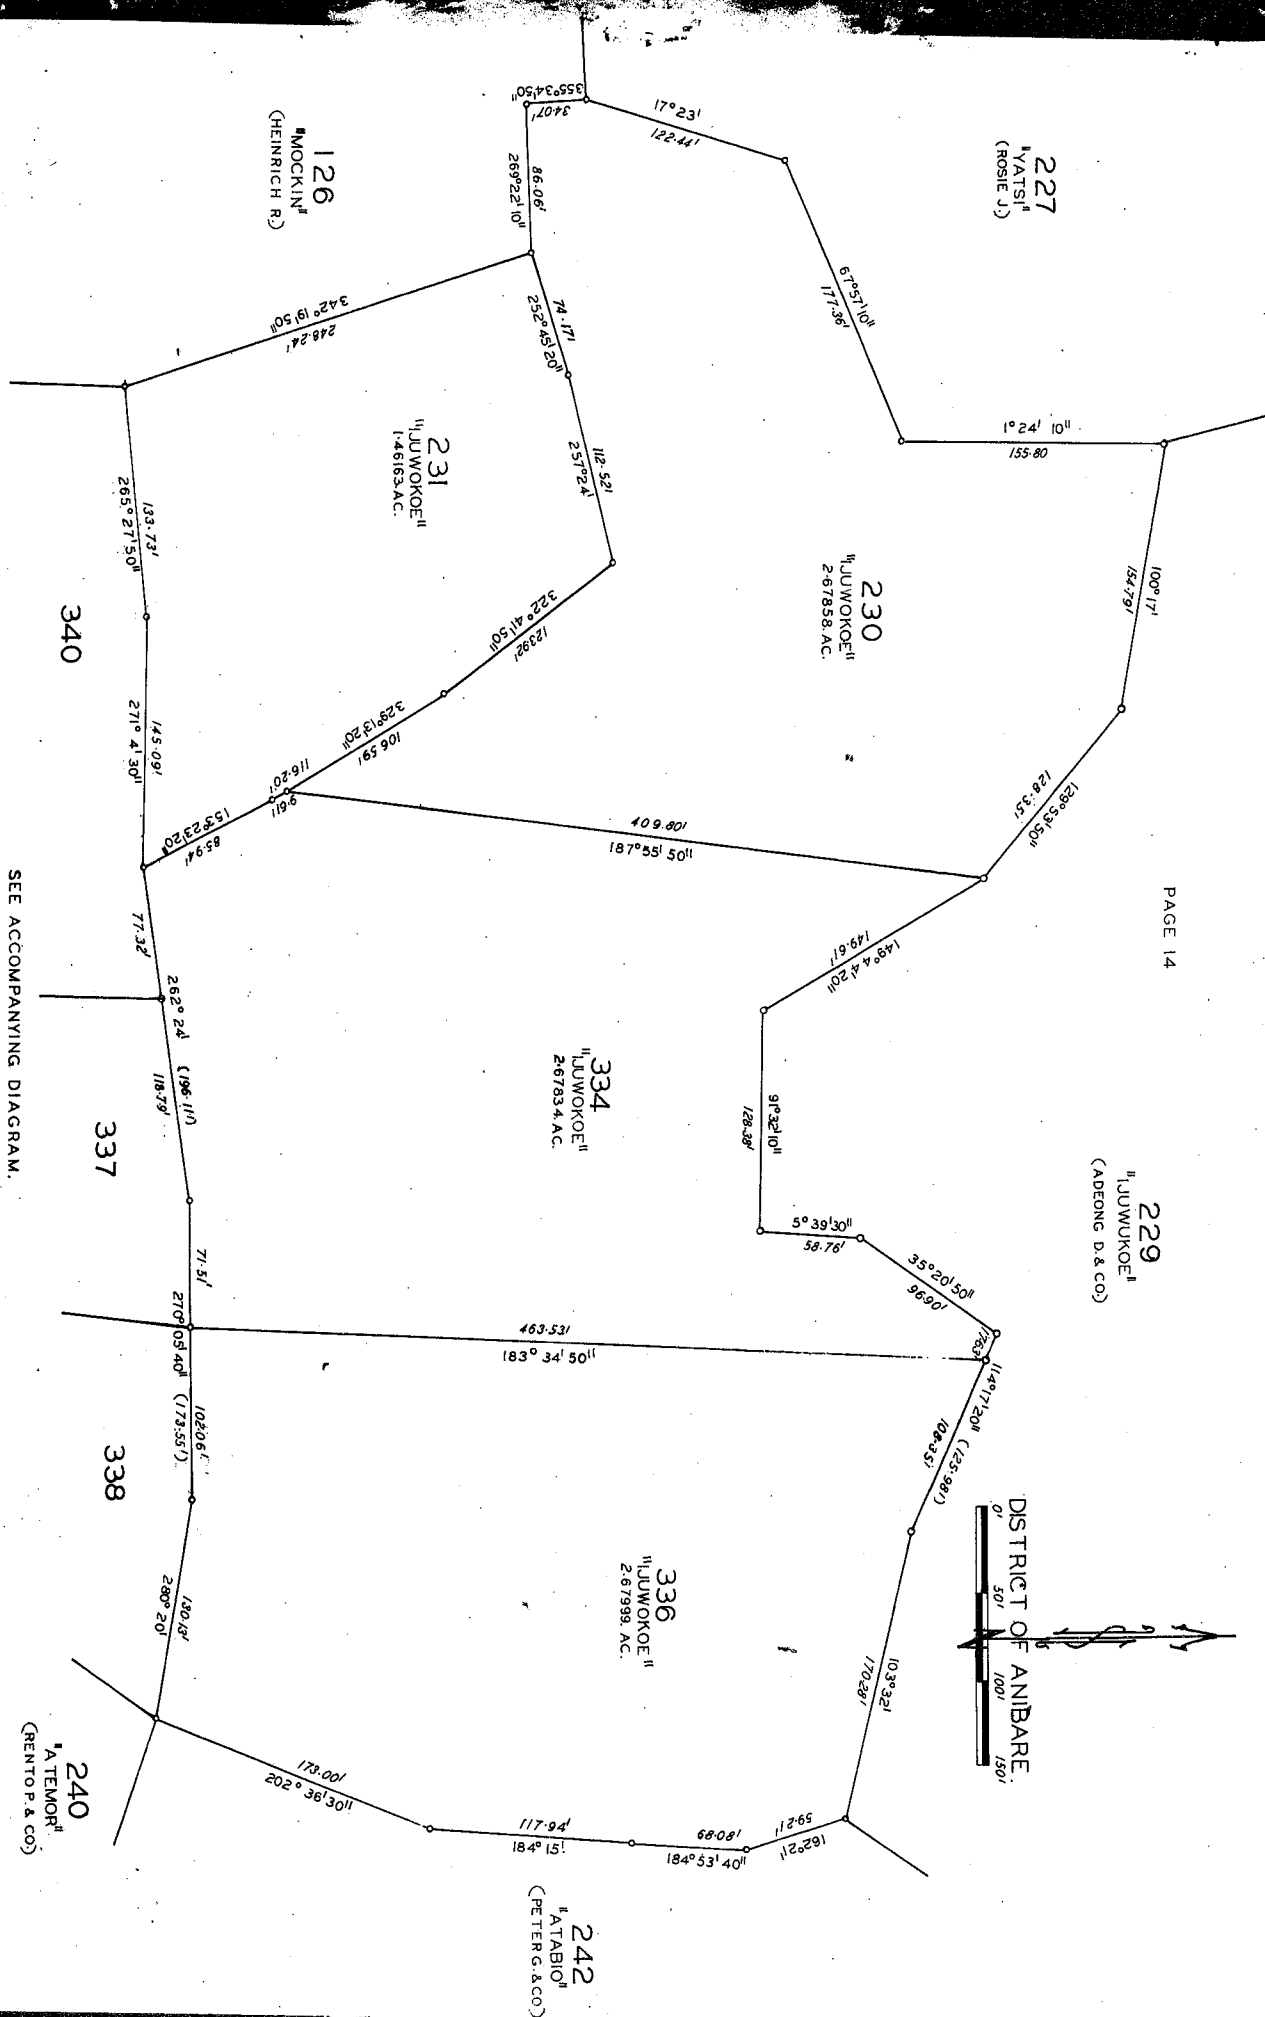 PAGE 14
227
"YATSI"
(ROSIE J.)
126
"MOCKIN"
(HEINRICH R.)
355°34'50"
34·07'
17°23'
122·44'
86·06'
269°22'10"
67°57'10"
177·36'
1°24' 10"
155·80
100°17'
154·79'
129°53'50"
128·35'
230
"IJUWOKOE"
2·67858. AC.
342° 19'50"
248·24'
74·17'
252°45'20"
112·52'
257°24'
231
"IJUWOKOE"
1·46163. AC.
322°41'50"
123·92'
329°13'20"
106·59'
116·20'
9·61'
153°23'20"
85·94'
133·73'
265°27'50"
145·09'
271° 4' 30"
340
409·80'
187°55'50"
149°44'20"
149·61'
91°32'10"
128·38'
5°39'30"
58·76'
35°20'50"
96·90'
17·63'
114°17'20" (125·98')
108·35'
229
"IJUWUKOE"
(ADEONG D. & CO.)
334
"IJUWOKOE"
2·67834. AC.
77·32'
262° 24' (196·11')
118·79'
337
71·51'
270°05'40" (173·55')
102·06'
338
463·53'
183° 34' 50"
DISTRICT OF ANIBARE.
0' 50' 100' 150'
103°32'
170·28'
336
"IJUWOKOE"
2·67999. AC.
130·13'
280° 20'
173·00'
202° 36'30"
117·94'
184° 15'
68·08'
184°53'40"
59·21'
162°21'
240
"ATEMOR"
(RENTO P. & CO.)
242
"ATABIO"
(PETER G. & CO.)
SEE ACCOMPANYING DIAGRAM.